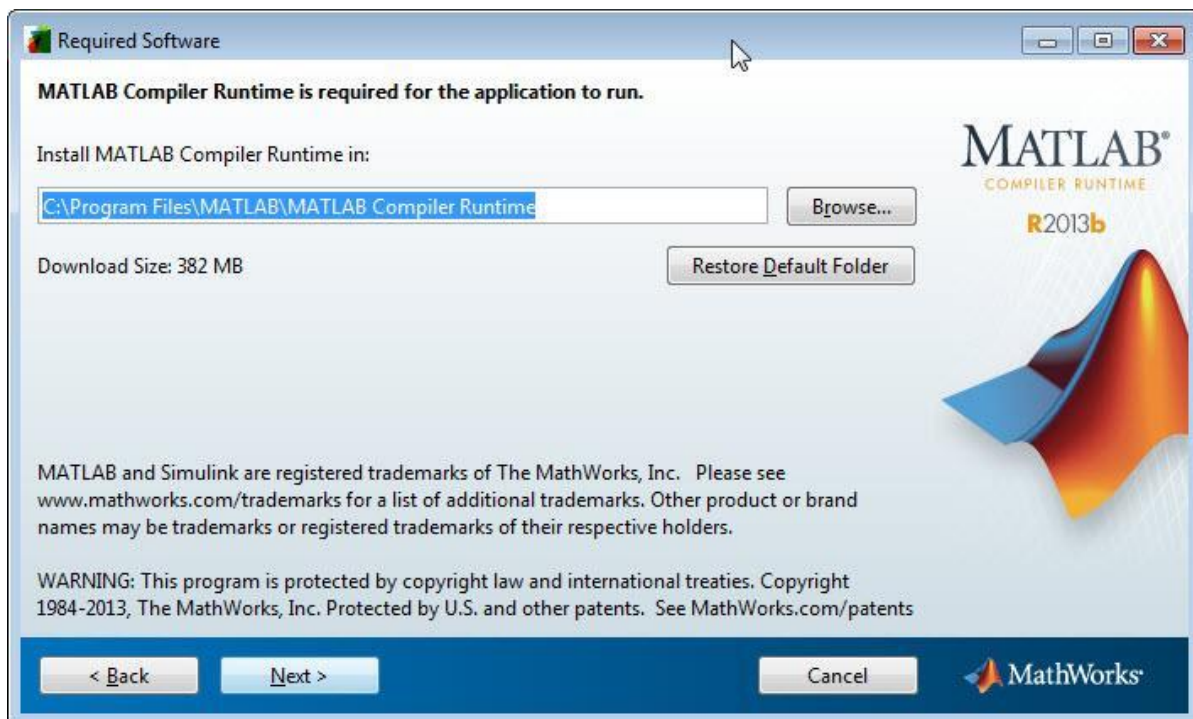 Required Software
MATLAB Compiler Runtime is required for the application to run.
Install MATLAB Compiler Runtime in:
C:\Program Files\MATLAB\MATLAB Compiler Runtime
Browse...
Download Size: 382 MB
Restore Default Folder
MATLAB®
COMPILER RUNTIME
R2013b
MATLAB and Simulink are registered trademarks of The MathWorks, Inc.   Please see
www.mathworks.com/trademarks for a list of additional trademarks. Other product or brand
names may be trademarks or registered trademarks of their respective holders.
WARNING: This program is protected by copyright law and international treaties. Copyright
1984-2013, The MathWorks, Inc. Protected by U.S. and other patents.  See MathWorks.com/patents
< Back
Next >
Cancel
MathWorks®